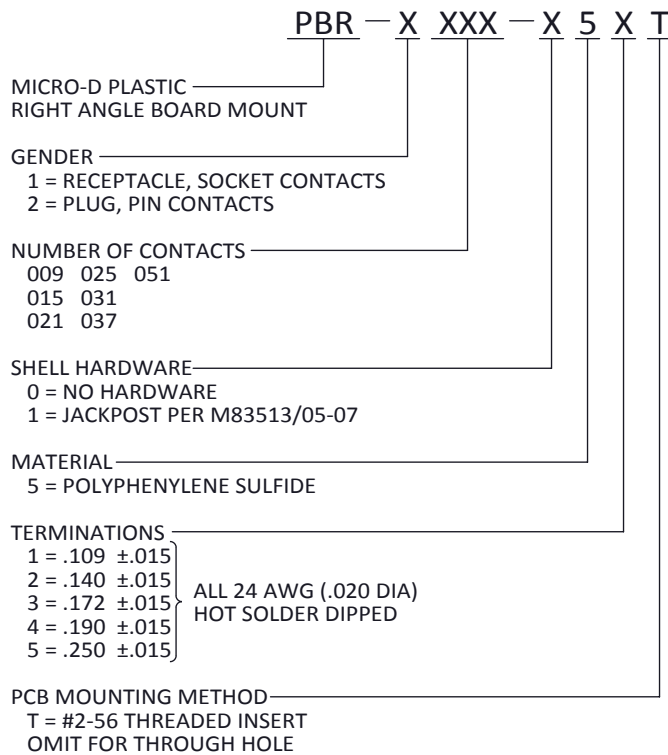 PBR — X XXX — X 5 X T
MICRO-D PLASTIC
RIGHT ANGLE BOARD MOUNT
GENDER
1 = RECEPTACLE, SOCKET CONTACTS
2 = PLUG, PIN CONTACTS
NUMBER OF CONTACTS
009 025 051
015 031
021 037
SHELL HARDWARE
0 = NO HARDWARE
1 = JACKPOST PER M83513/05-07
MATERIAL
5 = POLYPHENYLENE SULFIDE
TERMINATIONS
1 = .109 ±.015
2 = .140 ±.015
3 = .172 ±.015
4 = .190 ±.015
5 = .250 ±.015
ALL 24 AWG (.020 DIA)
HOT SOLDER DIPPED
PCB MOUNTING METHOD
T = #2-56 THREADED INSERT
OMIT FOR THROUGH HOLE